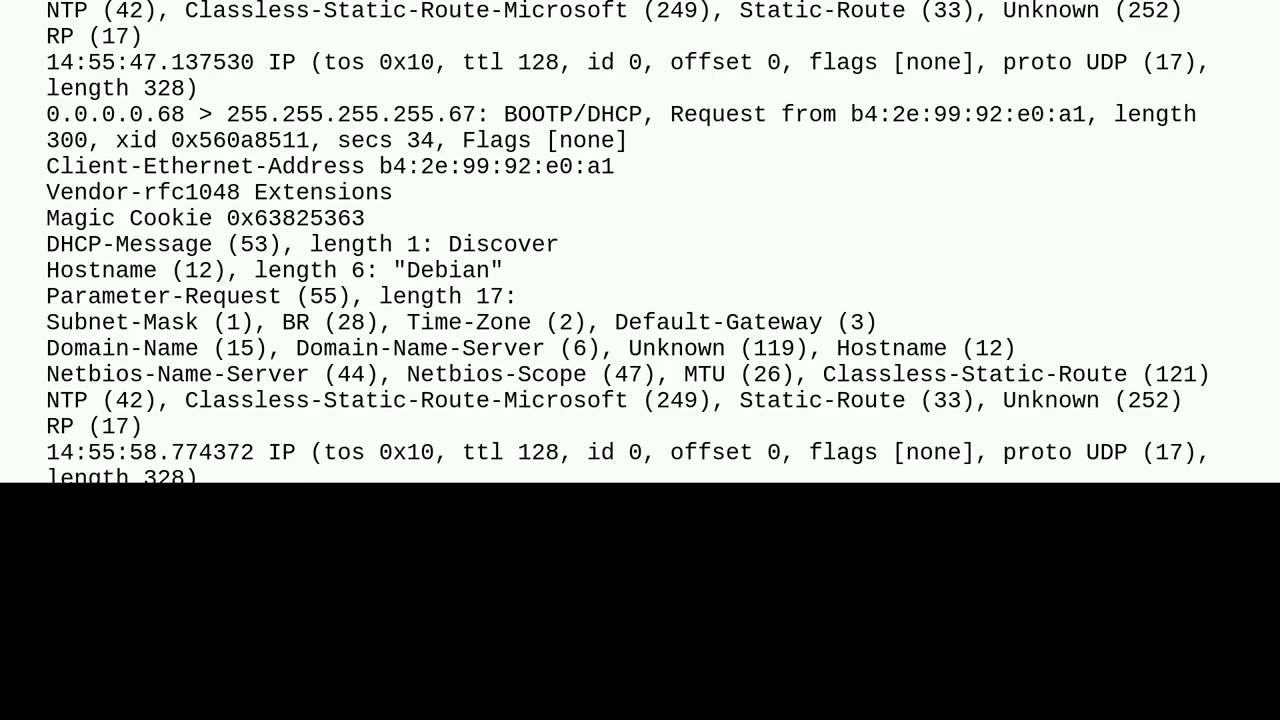 NTP (42), Classless-Static-Route-Microsoft (249), Static-Route (33), Unknown (252)
RP (17)
14:55:47.137530 IP (tos 0x10, ttl 128, id 0, offset 0, flags [none], proto UDP (17),
length 328)
0.0.0.0.68 > 255.255.255.255.67: BOOTP/DHCP, Request from b4:2e:99:92:e0:a1, length
300, xid 0x560a8511, secs 34, Flags [none]
Client-Ethernet-Address b4:2e:99:92:e0:a1
Vendor-rfc1048 Extensions
Magic Cookie 0x63825363
DHCP-Message (53), length 1: Discover
Hostname (12), length 6: "Debian"
Parameter-Request (55), length 17:
Subnet-Mask (1), BR (28), Time-Zone (2), Default-Gateway (3)
Domain-Name (15), Domain-Name-Server (6), Unknown (119), Hostname (12)
Netbios-Name-Server (44), Netbios-Scope (47), MTU (26), Classless-Static-Route (121)
NTP (42), Classless-Static-Route-Microsoft (249), Static-Route (33), Unknown (252)
RP (17)
14:55:58.774372 IP (tos 0x10, ttl 128, id 0, offset 0, flags [none], proto UDP (17),
length 328)